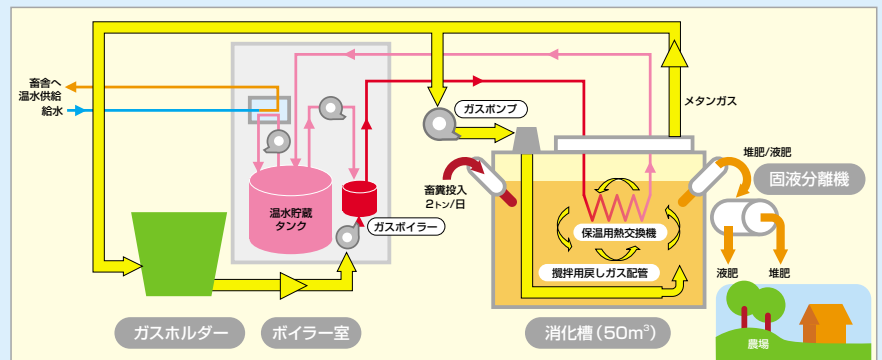 畜舎へ
温水供給
給水
ガスポンプ
メタンガス
畜糞投入
2トン/日
堆肥/液肥
固液分離機
温水貯蔵
タンク
ガスボイラー
保温用熱交換機
攪拌用戻しガス配管
液肥
堆肥
ガスホルダー
ボイラー室
消化槽(50m³)
農場